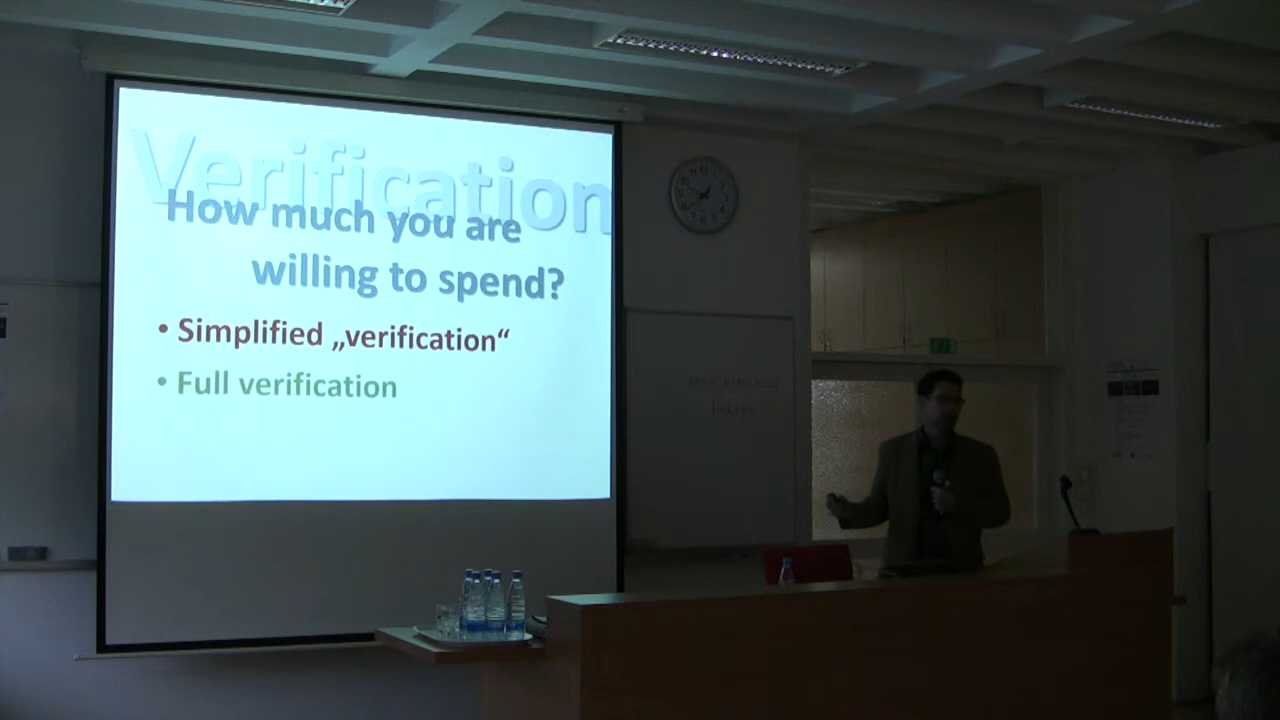 Verification
How much you are
willing to spend?
• Simplified „verification“
• Full verification